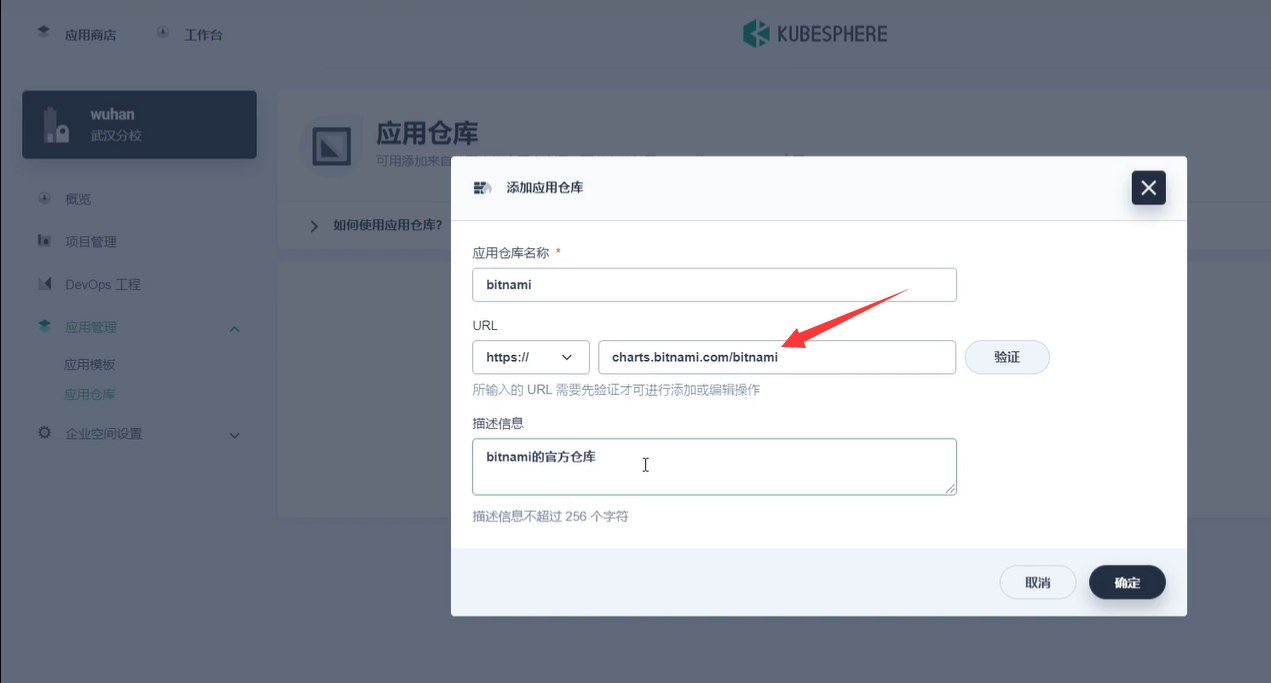 应用商店 工作台
KUBESPHERE
wuhan
武汉分校
概览
项目管理
DevOps 工程
应用管理
应用模板
应用仓库
企业空间设置
应用仓库
可用添加来自
如何使用应用仓库?
添加应用仓库
应用仓库名称 *
bitnami
URL
https:// charts.bitnami.com/bitnami 验证
所输入的 URL 需要先验证才可进行添加或编辑操作
描述信息
bitnami的官方仓库
描述信息不超过 256 个字符
取消 确定